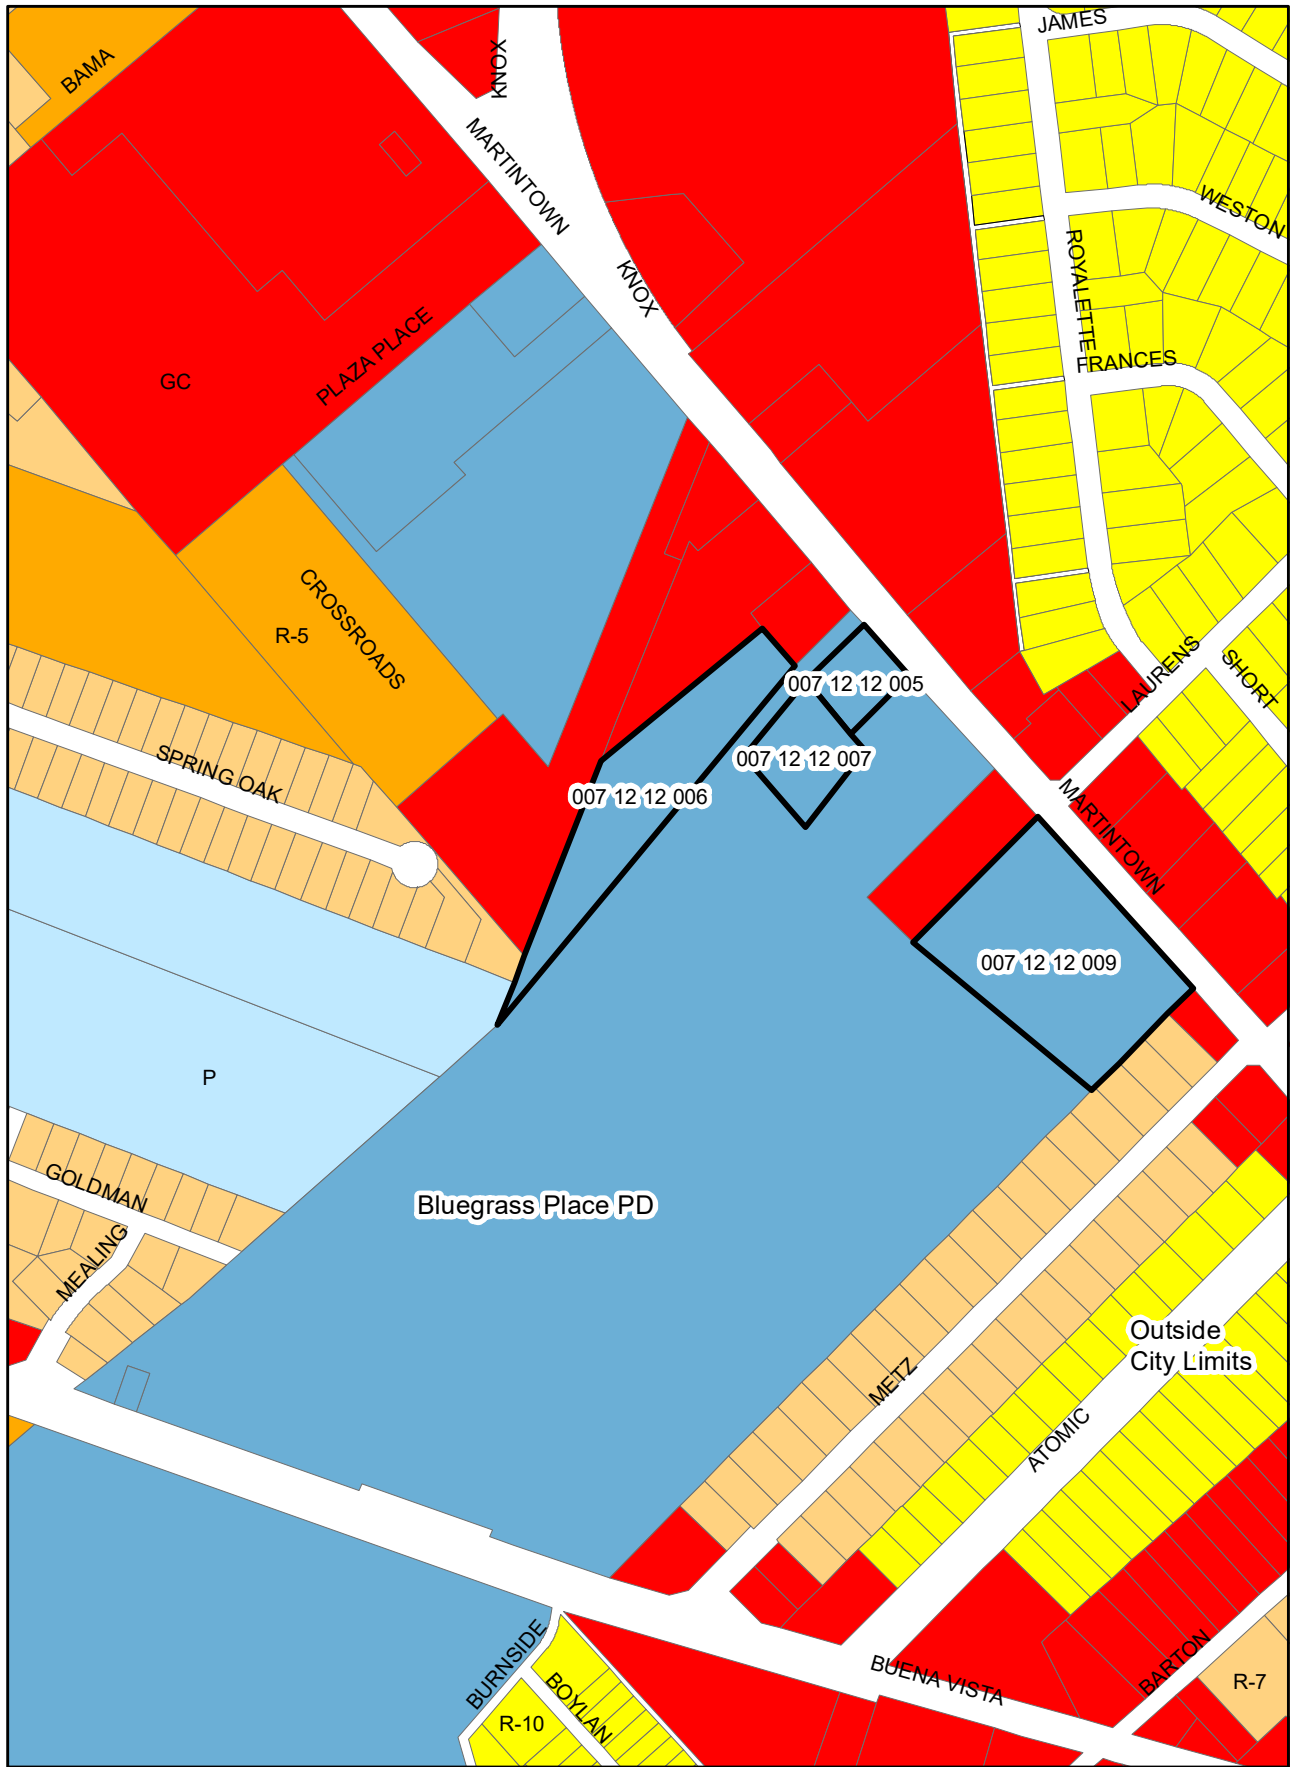 JAMES
BAMA
KNOX
MARTINTOWN
WESTON
ROYALETTE
KNOX
PLAZA PLACE
FRANCES
GC
CROSSROADS
R-5
LAURENS
SHORT
007 12 12 005
SPRING OAK
007 12 12 007
007 12 12 006
MARTINTOWN
007 12 12 009
P
GOLDMAN
Bluegrass Place PD
MEALING
Outside
City Limits
METZ
ATOMIC
BURNSIDE
BUENA VISTA
BARTON
BOYLAN
R-7
R-10